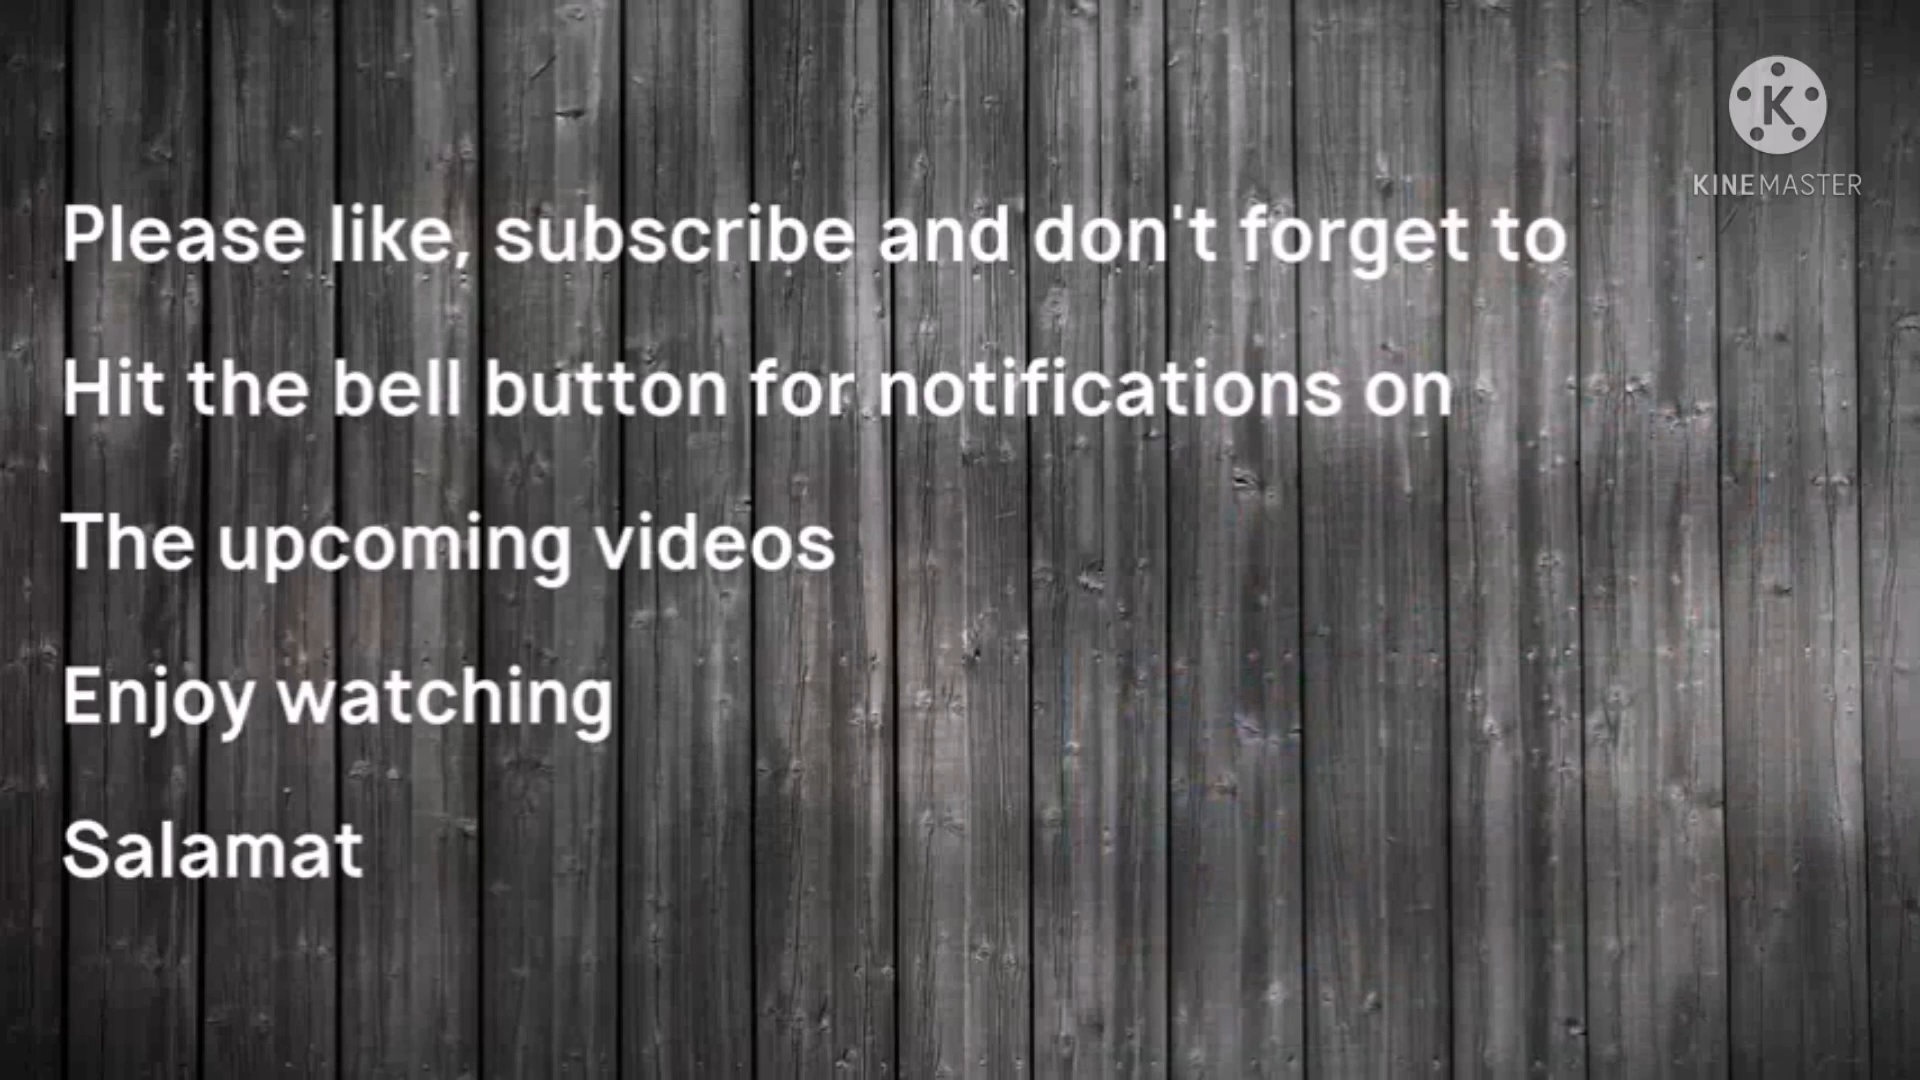 KINEMASTER
Please like, subscribe and don't forget to
Hit the bell button for notifications on
The upcoming videos
Enjoy watching
Salamat